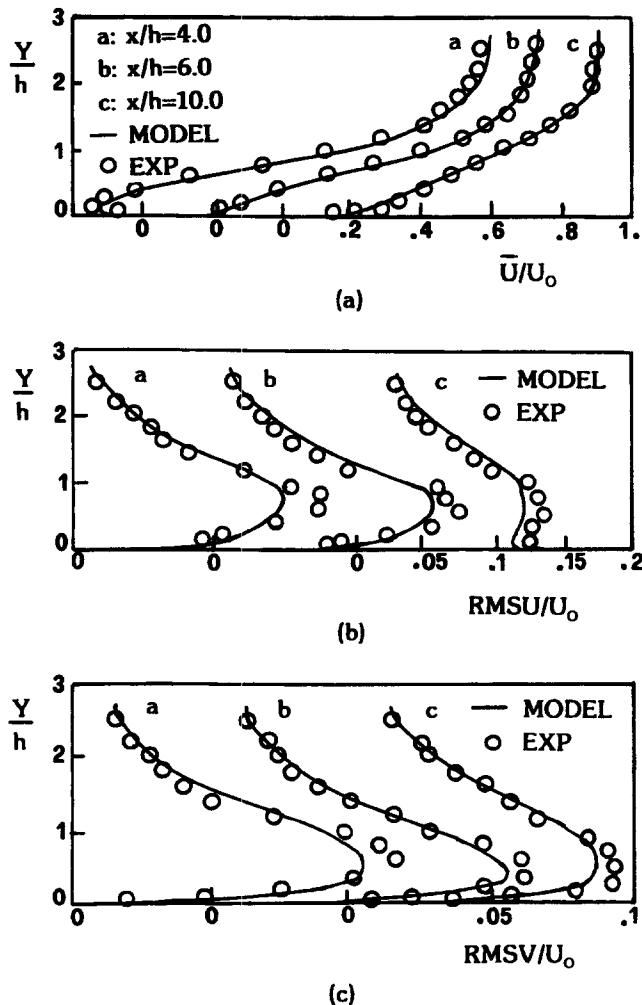 Y/h
3
2
1
0
a: x/h=4.0
b: x/h=6.0
c: x/h=10.0
— MODEL
O EXP
a
b
c
0 0 .2 .4 .6 .8 1.
U̅/U₀
(a)
Y/h
3
2
1
0
a
b
c
— MODEL
O EXP
0 0 0 .05 .1 .15 .2
RMSU/U₀
(b)
Y/h
3
2
1
0
a
b
c
— MODEL
O EXP
0 0 0 .05 .1
RMSV/U₀
(c)